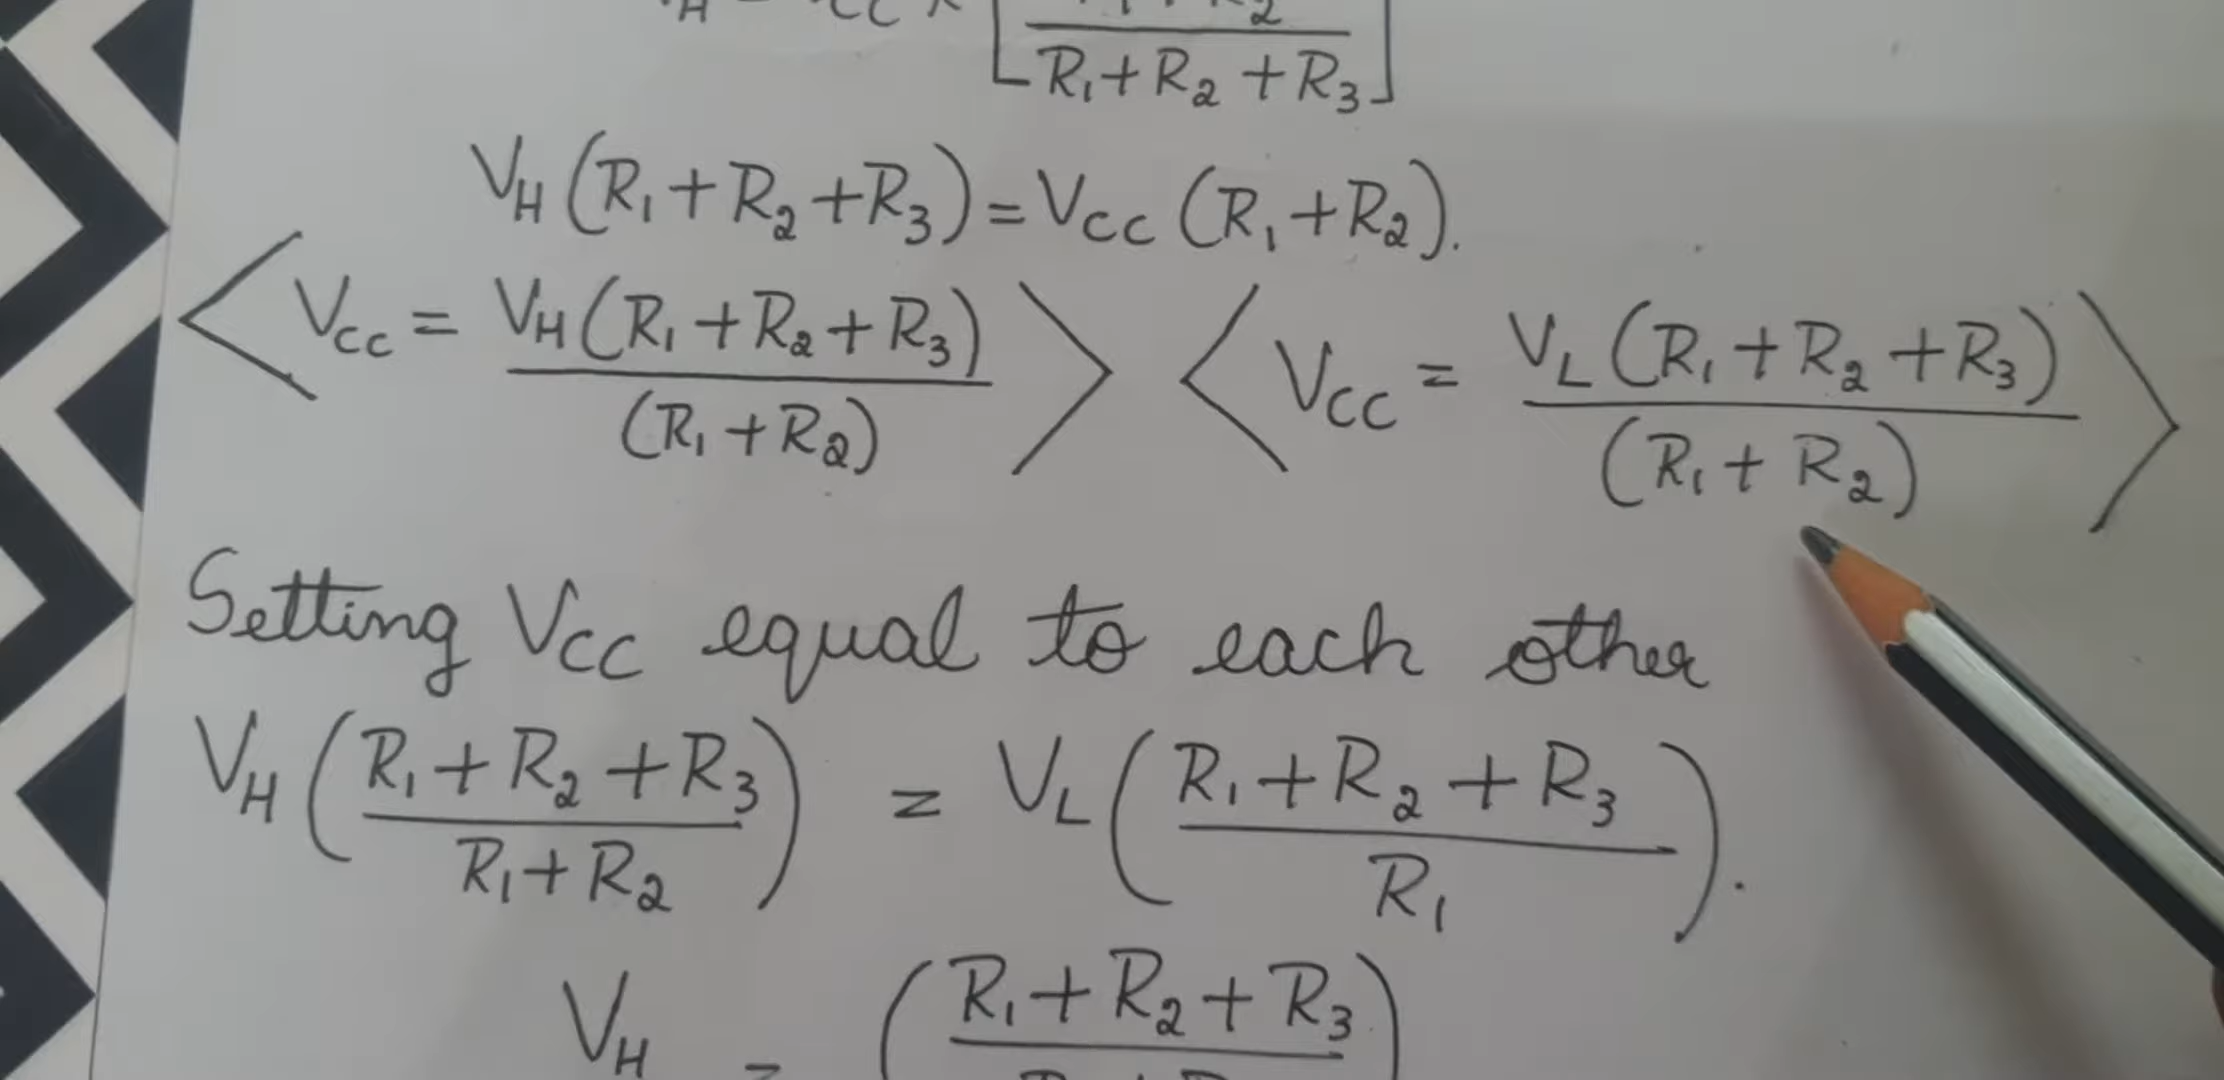 R₁+R₂+R₃
V_H(R₁+R₂+R₃)=V_CC(R₁+R₂).
<V_CC = V_H(R₁+R₂+R₃)/(R₁+R₂)> <V_CC = V_L(R₁+R₂+R₃)/(R₁+R₂)>
Setting V_CC equal to each other
V_H((R₁+R₂+R₃)/(R₁+R₂)) = V_L((R₁+R₂+R₃)/R₁).
V_H = (R₁+R₂+R₃)